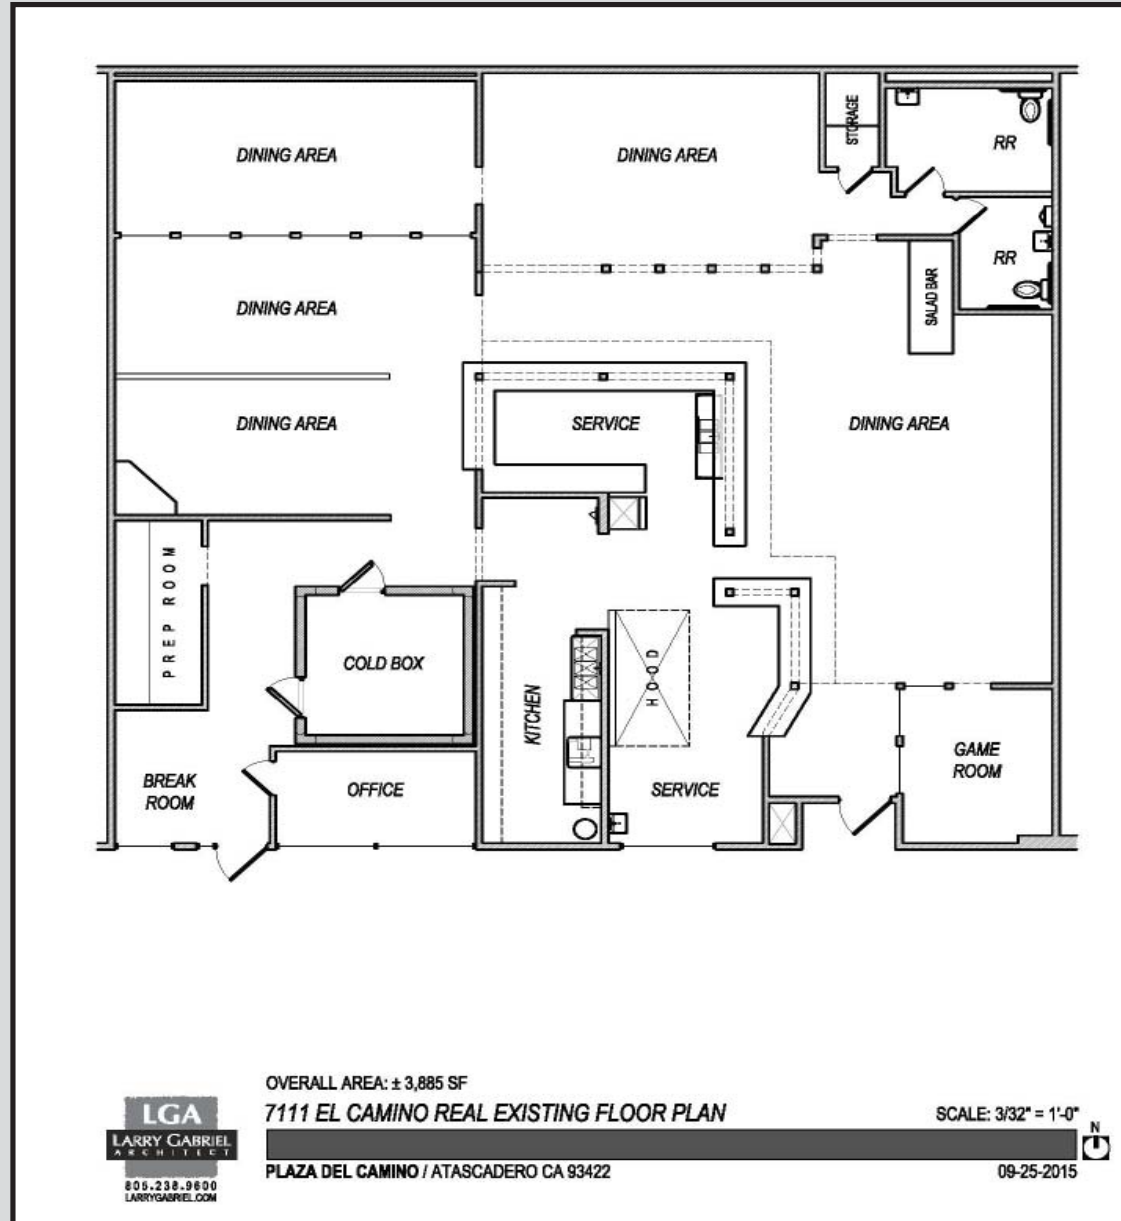 DINING AREA
DINING AREA
STORAGE
RR
DINING AREA
RR
SALAD BAR
DINING AREA
SERVICE
DINING AREA
PREP ROOM
COLD BOX
HOOD
KITCHEN
BREAK
ROOM
OFFICE
SERVICE
GAME
ROOM
OVERALL AREA: ± 3,885 SF
7111 EL CAMINO REAL EXISTING FLOOR PLAN
SCALE: 3/32" = 1'-0"
N
LGA
LARRY GABRIEL
ARCHITECT
805.238.9600
LARRYGABRIEL.COM
PLAZA DEL CAMINO / ATASCADERO CA 93422
09-25-2015